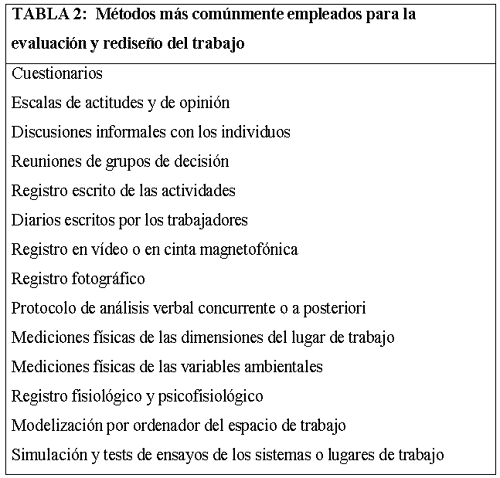 TABLA 2: Métodos más comúnmente empleados para la
evaluación y rediseño del trabajo
Cuestionarios
Escalas de actitudes y de opinión
Discusiones informales con los individuos
Reuniones de grupos de decisión
Registro escrito de las actividades
Diarios escritos por los trabajadores
Registro en vídeo o en cinta magnetofónica
Registro fotográfico
Protocolo de análisis verbal concurrente o a posteriori
Mediciones físicas de las dimensiones del lugar de trabajo
Mediciones físicas de las variables ambientales
Registro fisiológico y psicofisiológico
Modelización por ordenador del espacio de trabajo
Simulación y tests de ensayos de los sistemas o lugares de trabajo